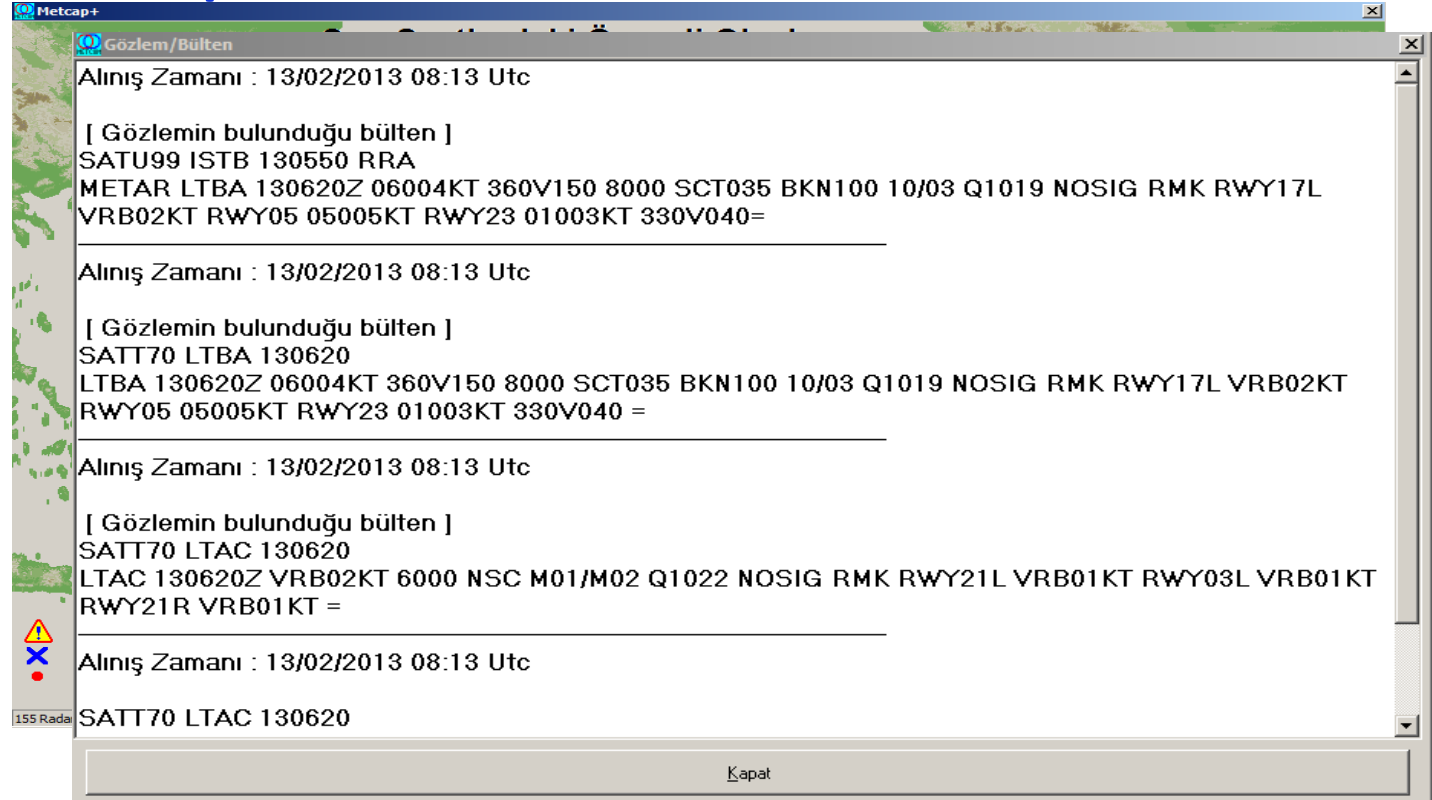 Metcap+
Gözlem/Bülten
Alınış Zamanı : 13/02/2013 08:13 Utc
[ Gözlemin bulunduğu bülten ]
SATU99 ISTB 130550 RRA
METAR LTBA 130620Z 06004KT 360V150 8000 SCT035 BKN100 10/03 Q1019 NOSIG RMK RWY17L
VRB02KT RWY05 05005KT RWY23 01003KT 330V040=
Alınış Zamanı : 13/02/2013 08:13 Utc
[ Gözlemin bulunduğu bülten ]
SATT70 LTBA 130620
LTBA 130620Z 06004KT 360V150 8000 SCT035 BKN100 10/03 Q1019 NOSIG RMK RWY17L VRB02KT
RWY05 05005KT RWY23 01003KT 330V040 =
Alınış Zamanı : 13/02/2013 08:13 Utc
[ Gözlemin bulunduğu bülten ]
SATT70 LTAC 130620
LTAC 130620Z VRB02KT 6000 NSC M01/M02 Q1022 NOSIG RMK RWY21L VRB01KT RWY03L VRB01KT
RWY21R VRB01KT =
Alınış Zamanı : 13/02/2013 08:13 Utc
155 Radar
SATT70 LTAC 130620
Kapat